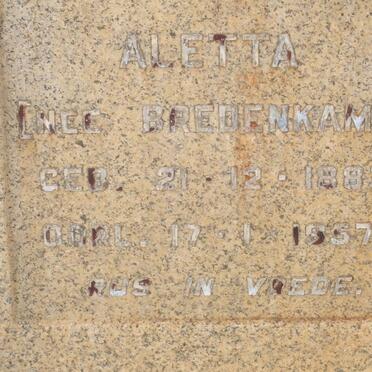 ALETTA
[NEE BREDENKAM
GEB. 21-12-188
OORL. 17-1-1957
RUS IN VREDE.